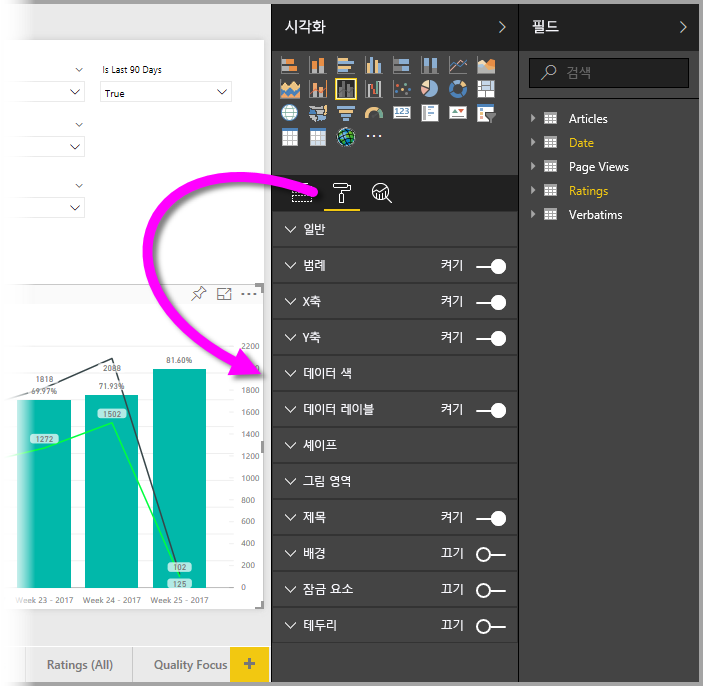 Is Last 90 Days
True
2200
2000
1800
1600
1400
1200
1000
800
600
400
200
0
1818
69.97%
1272
2088
71.93%
1502
81.60%
102
125
Week 23 - 2017
Week 24 - 2017
Week 25 - 2017
Ratings (All)
Quality Focus
+
시각화
123
일반
범례 켜기
X축 켜기
Y축 켜기
데이터 색
데이터 레이블 켜기
셰이프
그림 영역
제목 켜기
배경 끄기
잠금 요소 끄기
테두리 끄기
필드
검색
Articles
Date
Page Views
Ratings
Verbatims